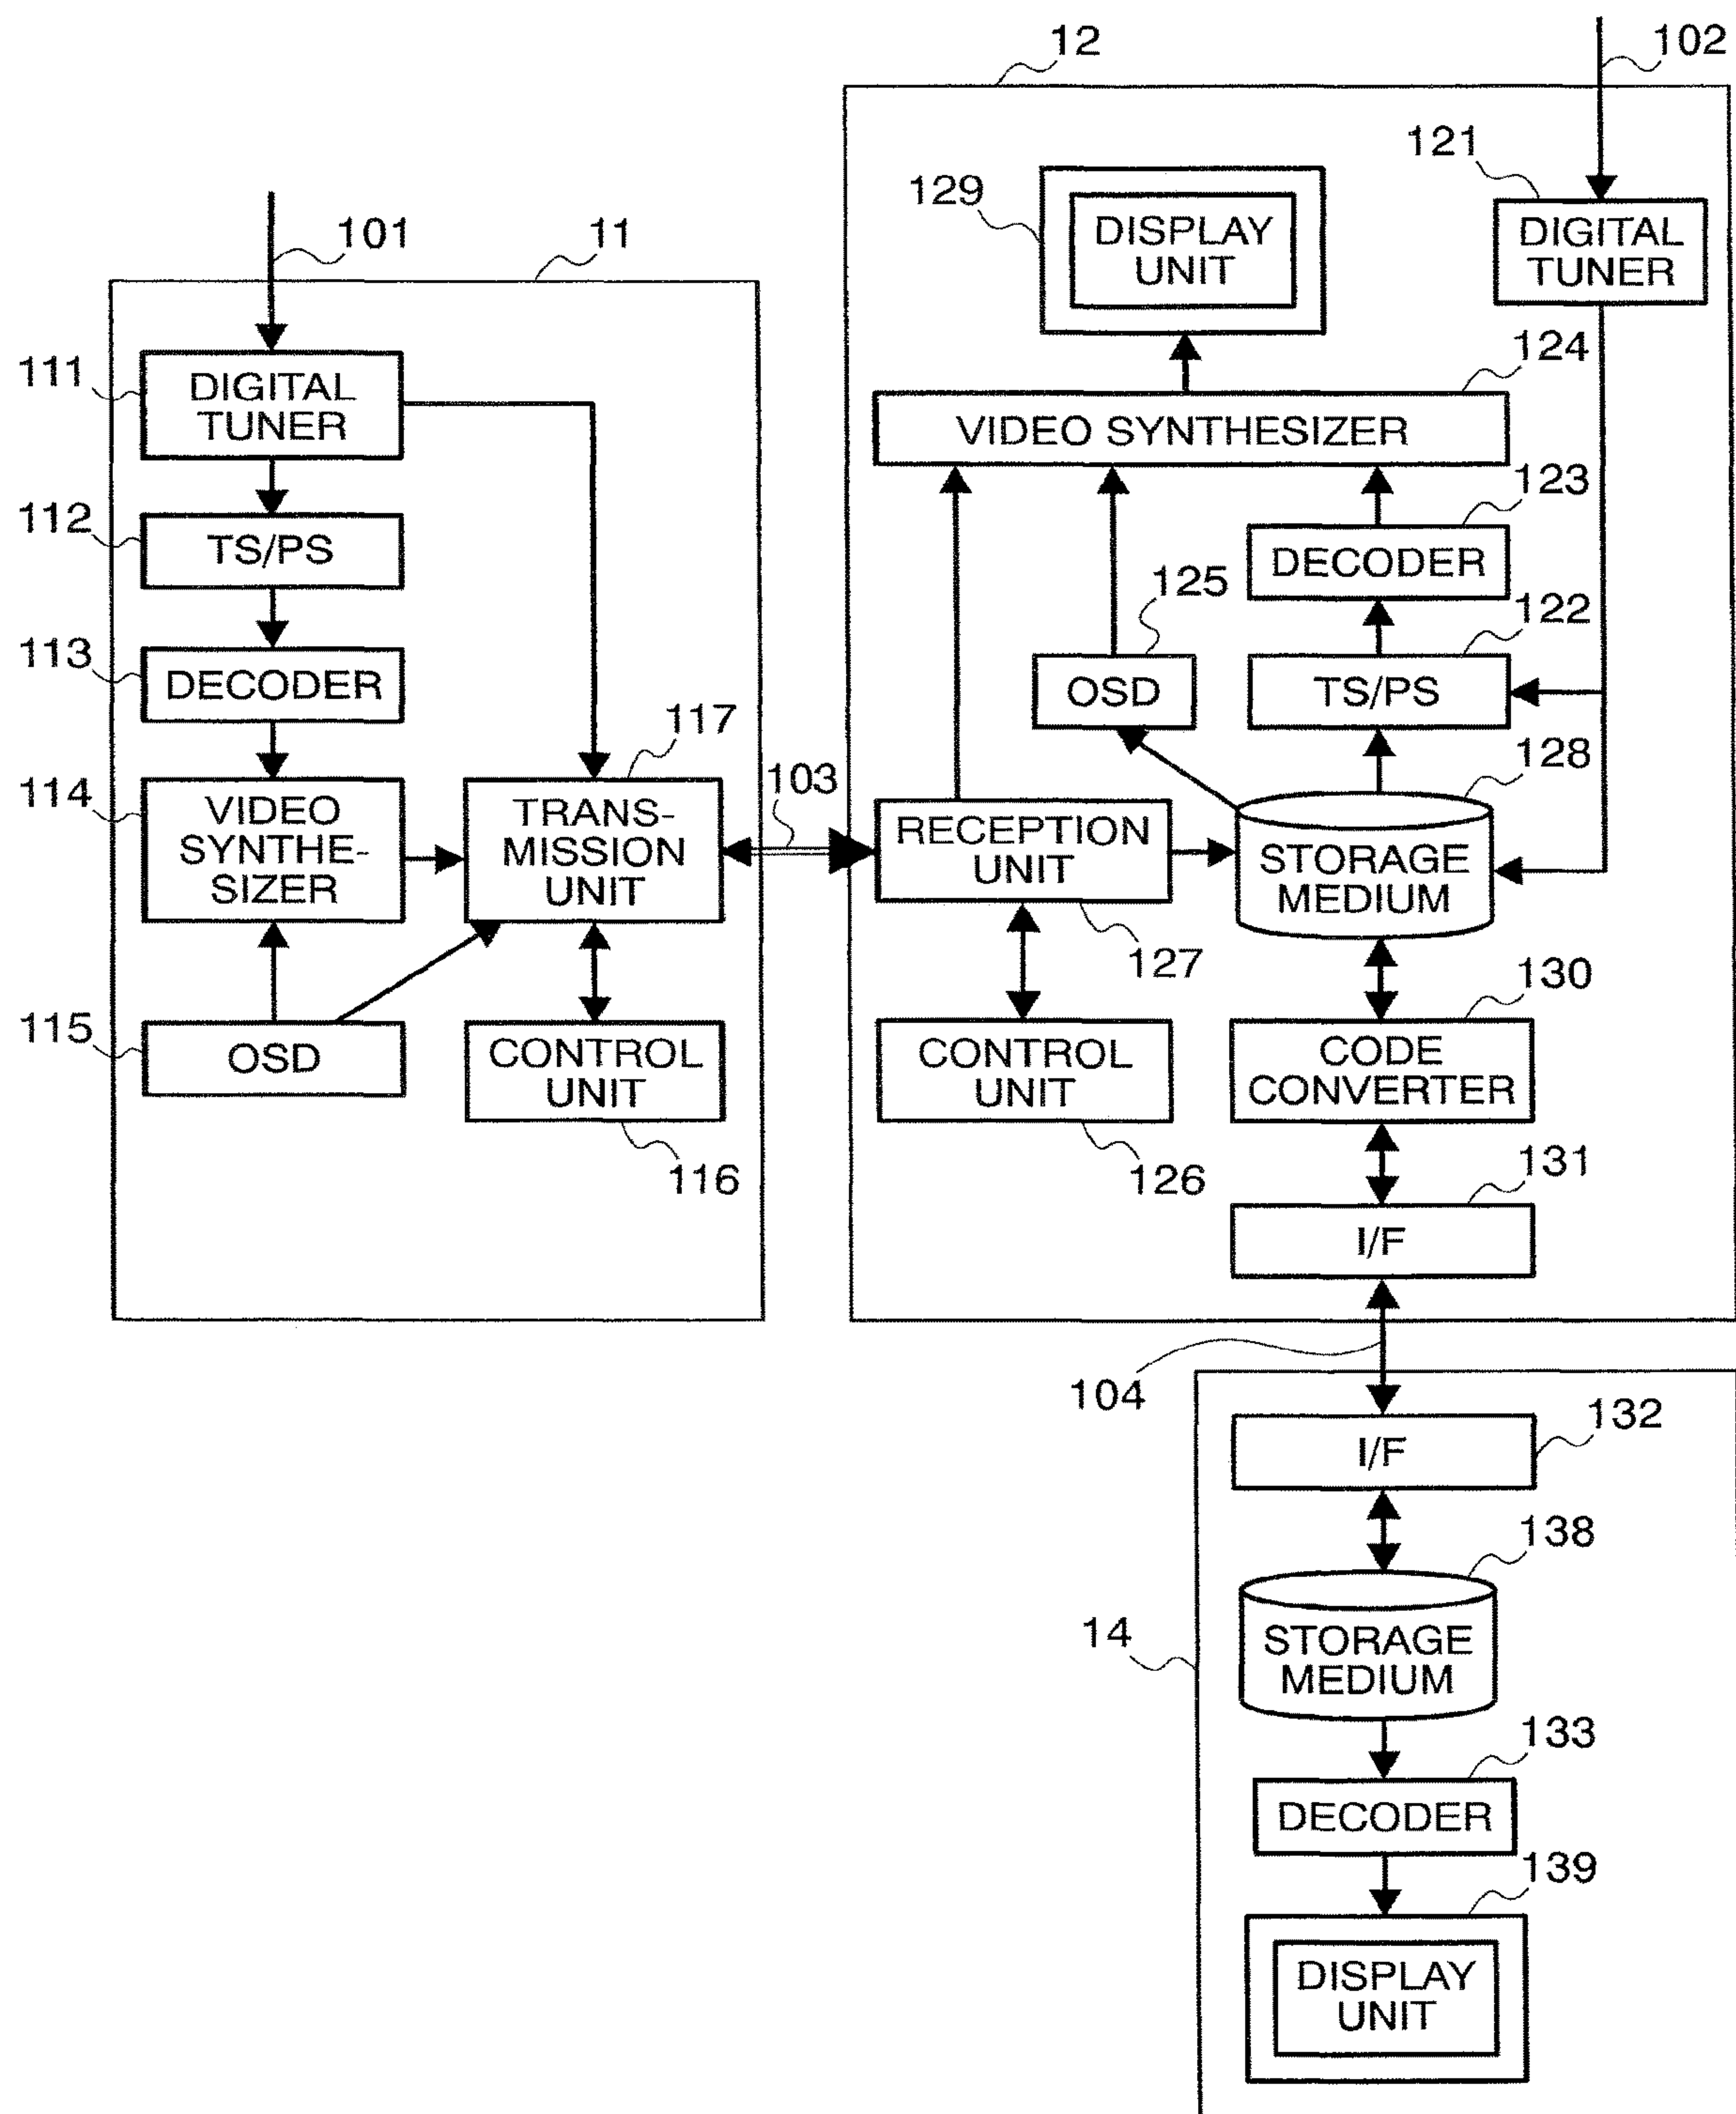 12
102
121
129
DISPLAY
UNIT
DIGITAL
TUNER
101
11
124
111
DIGITAL
TUNER
VIDEO SYNTHESIZER
123
112
TS/PS
DECODER
125
122
113
DECODER
OSD
TS/PS
117
128
114
VIDEO
SYNTHE-
SIZER
TRANS-
MISSION
UNIT
103
RECEPTION
UNIT
STORAGE
MEDIUM
127
130
115
OSD
CONTROL
UNIT
CONTROL
UNIT
CODE
CONVERTER
116
126
131
I/F
104
132
I/F
138
14
STORAGE
MEDIUM
133
DECODER
139
DISPLAY
UNIT